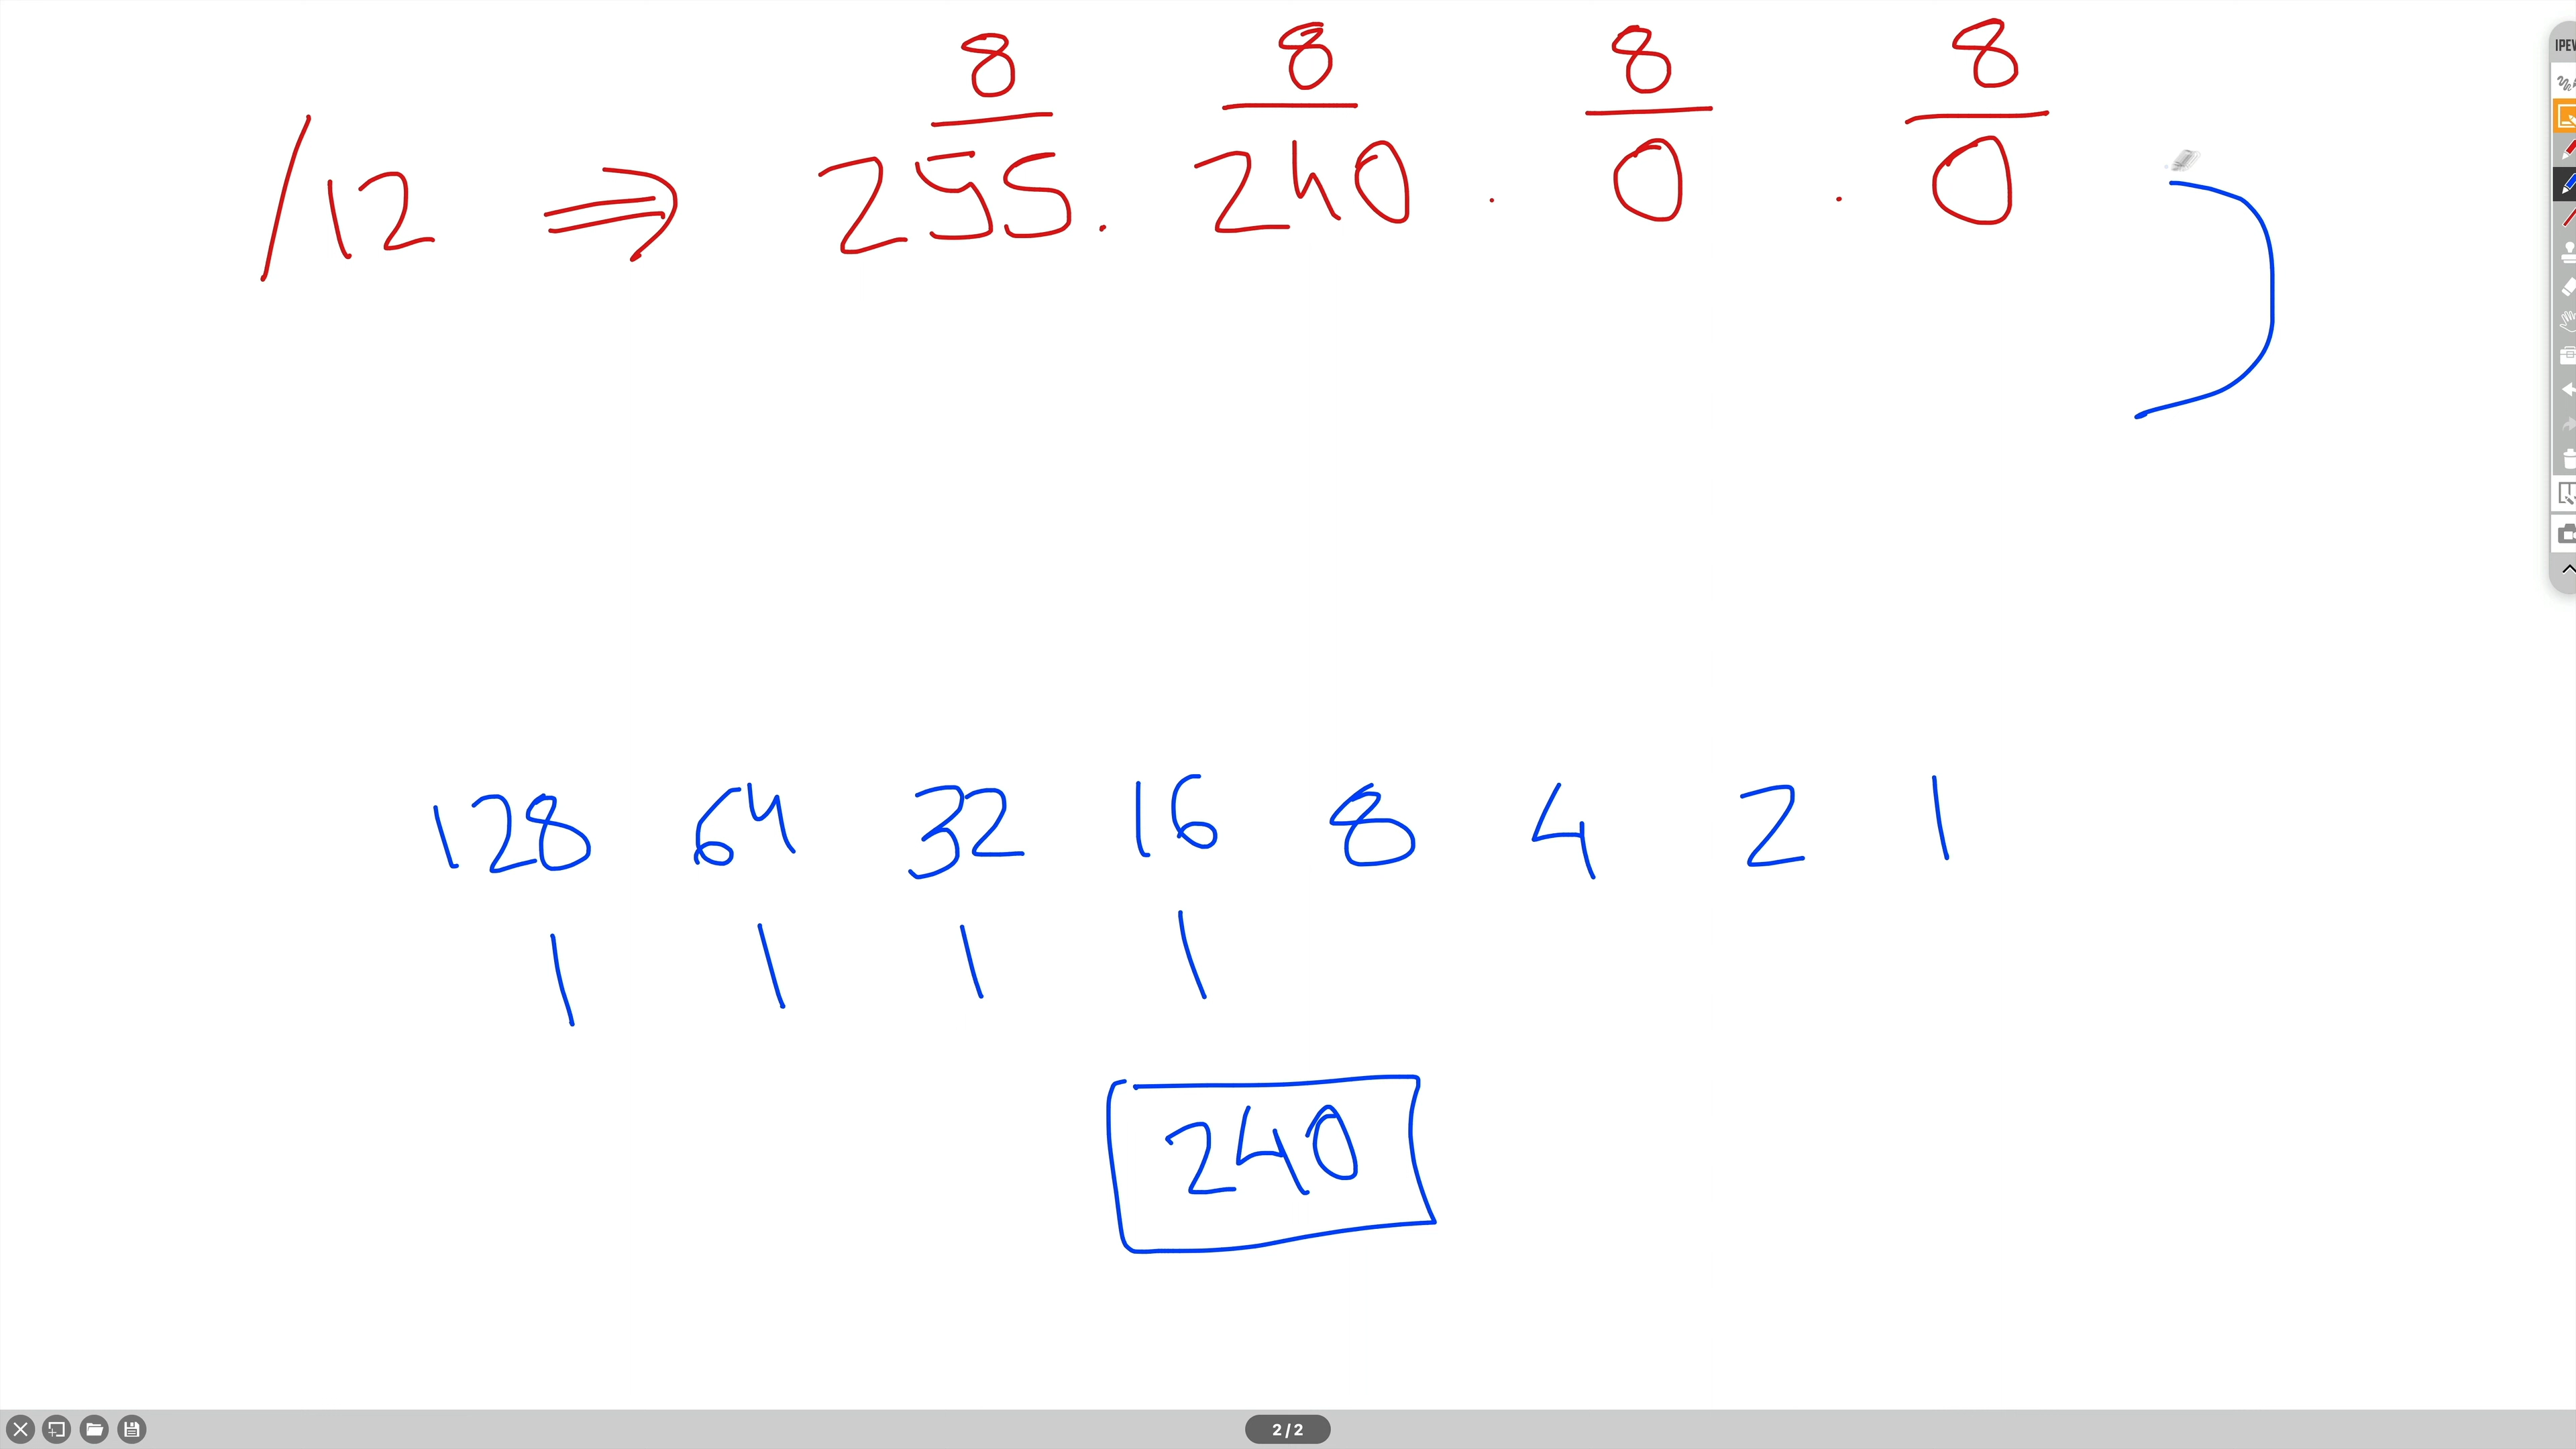 8 8 8 8
/12 ⇒ 255. 240 . 0 . 0
128 64 32 16 8 4 2 1
1 1 1 1
240
2/2